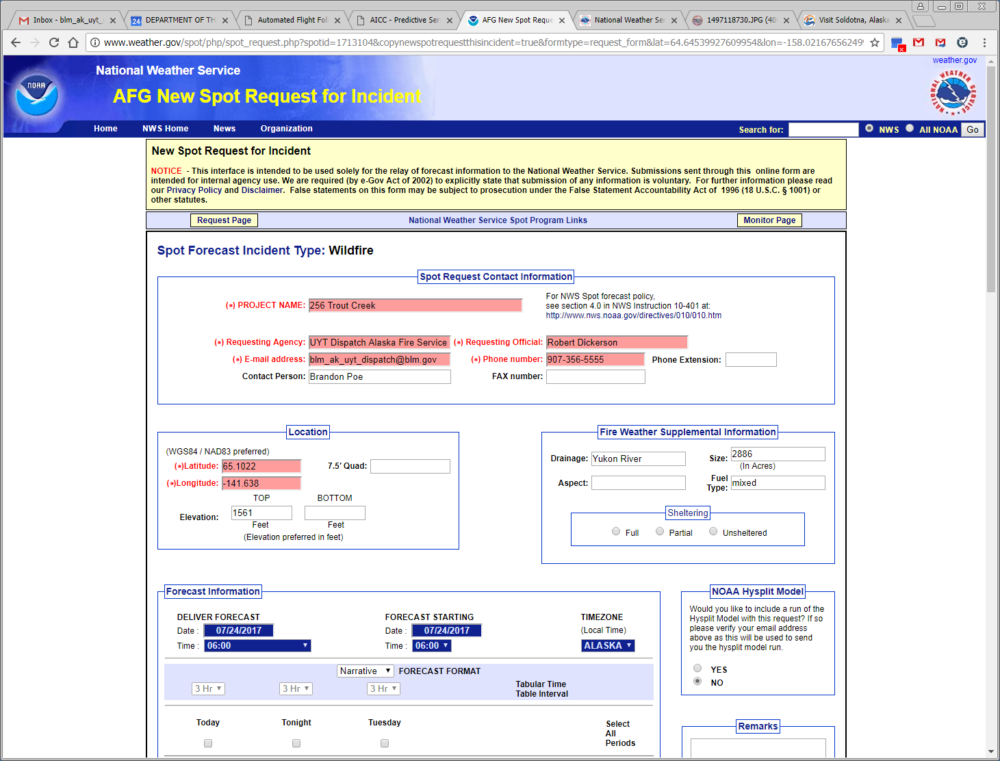 Inbox - blm_ak_uyt_
24 DEPARTMENT OF TH
Automated Flight Foll
AICC - Predictive Ser
AFG New Spot Reque
National Weather Ser
1497118730.JPG (40
Visit Soldotna, Alaska
www.weather.gov/spot/php/spot_request.php?spotid=1713104&copynewspotrequestthisincident=true&formtype=request_form&lat=64.64539927609954&lon=-158.02167656249
weather.gov
NOAA
National Weather Service
AFG New Spot Request for Incident
NATIONAL WEATHER SERVICE
Home NWS Home News Organization
Search for: NWS All NOAA Go
New Spot Request for Incident
NOTICE - This interface is intended to be used solely for the relay of forecast information to the National Weather Service. Submissions sent through this online form are
intended for internal agency use. We are required (by e-Gov Act of 2002) to explicitly state that submission of any information is voluntary. For further information please read
our Privacy Policy and Disclaimer. False statements on this form may be subject to prosecution under the False Statement Accountability Act of 1996 (18 U.S.C. § 1001) or
other statutes.
Request Page National Weather Service Spot Program Links Monitor Page
Spot Forecast Incident Type: Wildfire
Spot Request Contact Information
(*) PROJECT NAME: 256 Trout Creek
For NWS Spot forecast policy,
see section 4.0 in NWS Instruction 10-401 at:
http://www.nws.noaa.gov/directives/010/010.htm
(*) Requesting Agency: UYT Dispatch Alaska Fire Service (*) Requesting Official: Robert Dickerson
(*) E-mail address: blm_ak_uyt_dispatch@blm.gov (*) Phone number: 907-356-5555 Phone Extension:
Contact Person: Brandon Poe FAX number:
Location
(WGS84 / NAD83 preferred)
(*)Latitude: 65.1022 7.5' Quad:
(*)Longitude: -141.638
TOP BOTTOM
Elevation: 1561
Feet Feet
(Elevation preferred in feet)
Fire Weather Supplemental Information
Drainage: Yukon River Size: 2886
(In Acres)
Aspect: Fuel Type: mixed
Sheltering
Full Partial Unsheltered
Forecast Information
DELIVER FORECAST FORECAST STARTING TIMEZONE
Date : 07/24/2017 Date : 07/24/2017 (Local Time)
Time : 06:00 Time : 06:00 ALASKA
Narrative FORECAST FORMAT
3 Hr 3 Hr 3 Hr Tabular Time
Table Interval
Today Tonight Tuesday Select
All
Periods
NOAA Hysplit Model
Would you like to include a run of the
Hysplit Model with this request? If so
please verify your email address
above as this will be used to send
you the hysplit model run.
YES
NO
Remarks